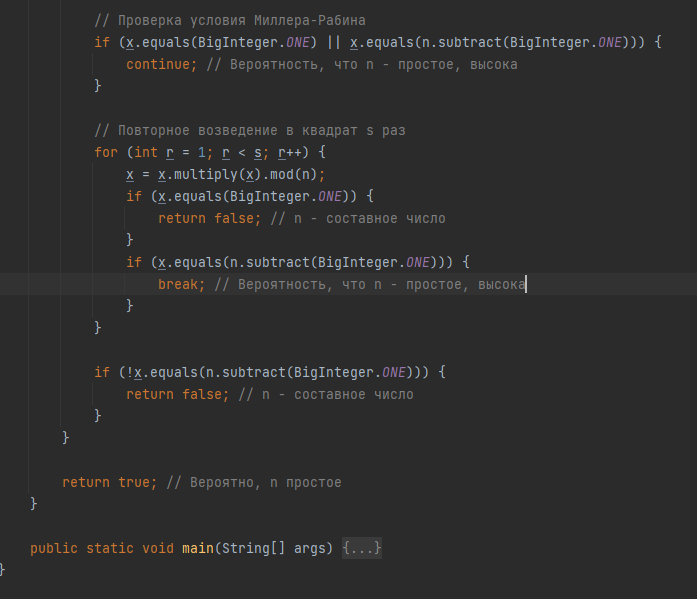 // Проверка условия Миллера-Рабина
if (x.equals(BigInteger.ONE) || x.equals(n.subtract(BigInteger.ONE))) {
continue; // Вероятность, что n - простое, высока
}
// Повторное возведение в квадрат s раз
for (int r = 1; r < s; r++) {
x = x.multiply(x).mod(n);
if (x.equals(BigInteger.ONE)) {
return false; // n - составное число
}
if (x.equals(n.subtract(BigInteger.ONE))) {
break; // Вероятность, что n - простое, высока
}
}
if (!x.equals(n.subtract(BigInteger.ONE))) {
return false; // n - составное число
}
}
return true; // Вероятно, n простое
}
public static void main(String[] args) {...}
}